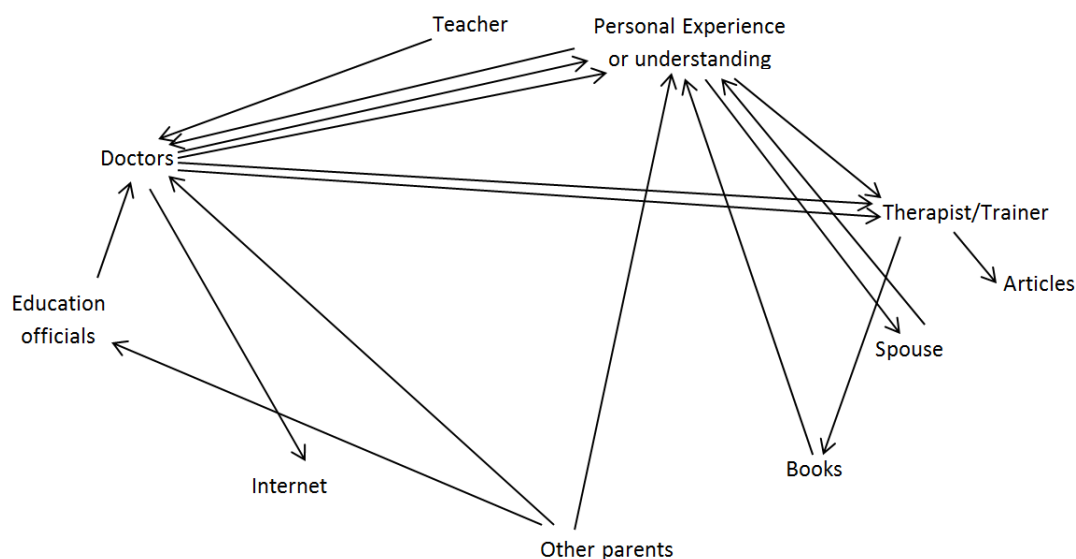 Teacher
Personal Experience
or understanding
Doctors
Therapist/Trainer
Articles
Education
officials
Spouse
Books
Internet
Other parents